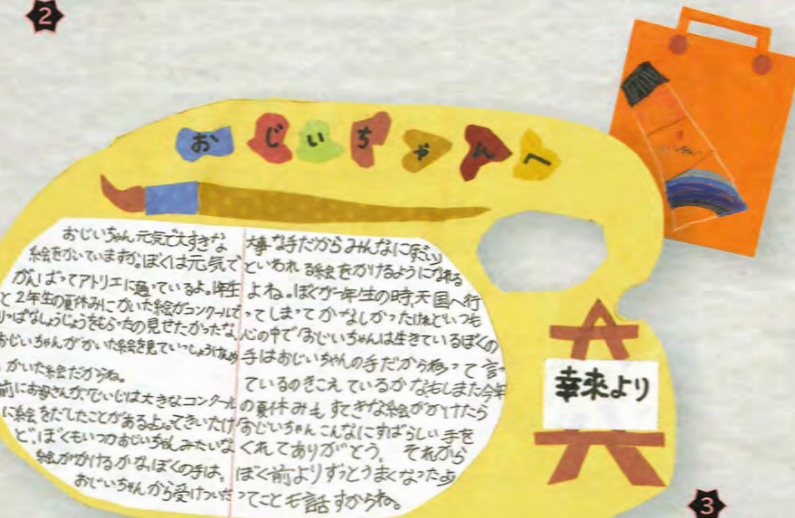 2
おじいちゃんへ
おじいちゃん元気で大すきな
絵をかいていますか。ぼくは元気で
がんばってアトリエに通っているよ。1年生
と2年生の夏休みにかいた絵がコンクールで
りっぱなしょうじょうをもらったの見せたかったな。
おじいちゃんがかいた絵を見ていっしょうけんめい
かいた絵だからね。
前にお母さんが、ていじは大きなコンクール
に絵をだしたことがあるよ。ってきいたけ
ど、ぼくもいつかおじいちゃんみたいな
絵がかけるかな。ぼくの手は、
おじいちゃんから受けついだ
大事な手だからみんなにすごい
といわれる絵をかけるようになれる
よね。ぼくが一年生の時、天国へ行
ってしまってかなしかったけれどいつも
心の中で「おじいちゃんは生きているぼくの
手はおじいちゃんの手だからね」って言
っているのきこえているかな。もしまた今年
の夏休みも、すてきな絵がかけたら
おじいちゃんこんなにすばらしい手を
くれてありがとう。それから
ぼく前よりずっとうまくなったよ
ってことも話すからね。
幸来より
3